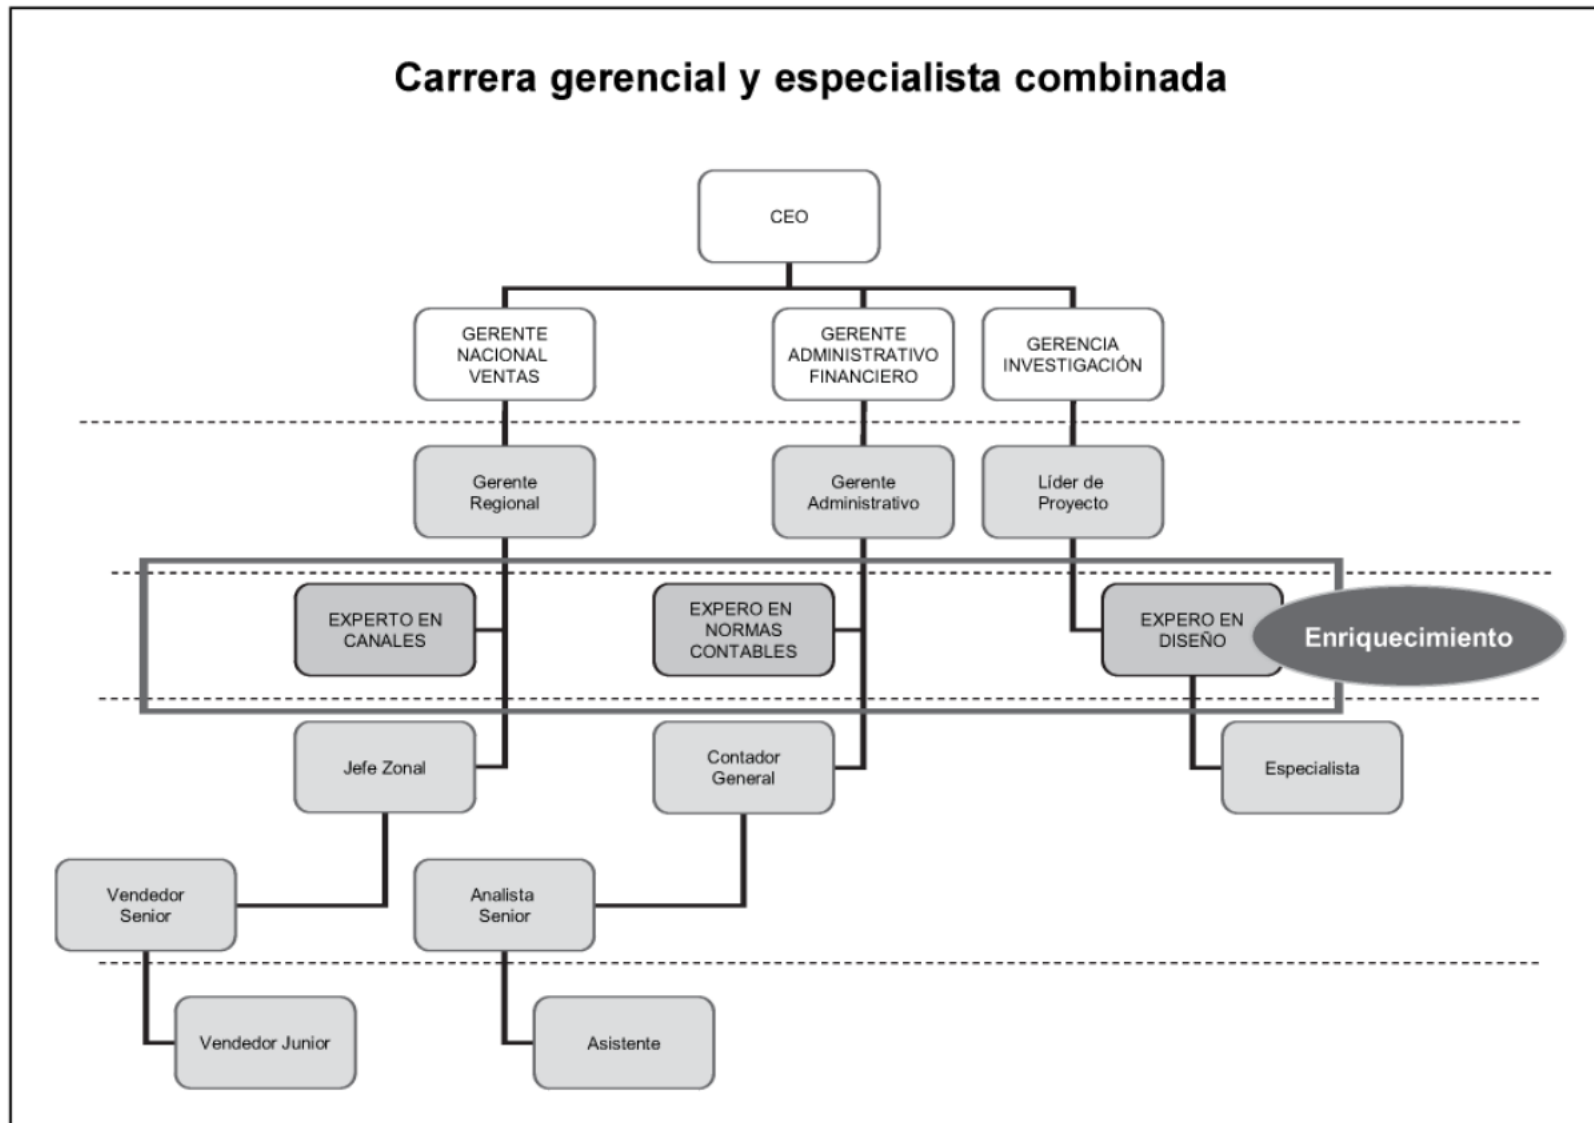 Carrera gerencial y especialista combinada
CEO
GERENTE
NACIONAL
VENTAS
GERENTE
ADMINISTRATIVO
FINANCIERO
GERENCIA
INVESTIGACIÓN
Gerente
Regional
Gerente
Administrativo
Líder de
Proyecto
EXPERTO EN
CANALES
EXPERO EN
NORMAS
CONTABLES
EXPERO EN
DISEÑO
Enriquecimiento
Jefe Zonal
Contador
General
Especialista
Vendedor
Senior
Analista
Senior
Vendedor Junior
Asistente